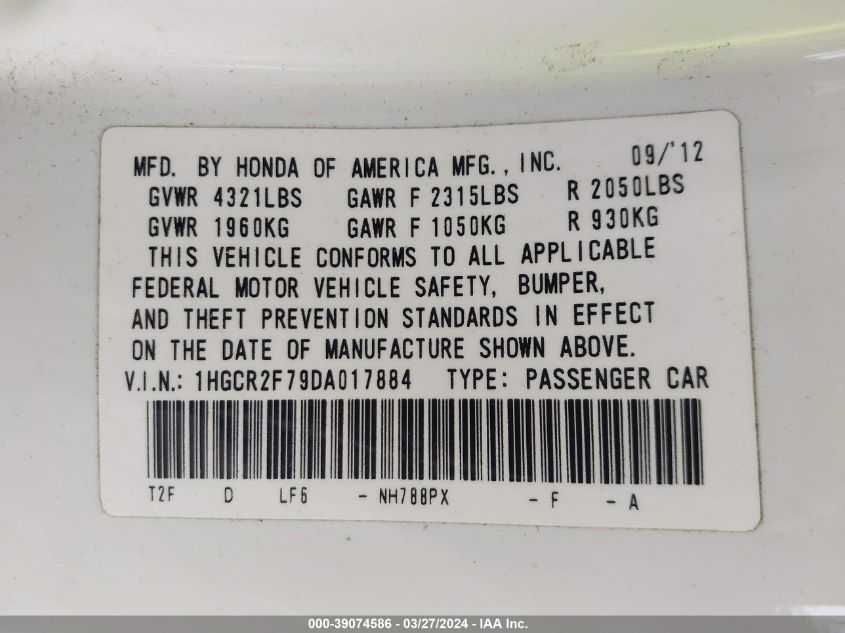 MFD. BY HONDA OF AMERICA MFG., INC. 09/'12
GVWR 4321LBS GAWR F 2315LBS R 2050LBS
GVWR 1960KG GAWR F 1050KG R 930KG
THIS VEHICLE CONFORMS TO ALL APPLICABLE
FEDERAL MOTOR VEHICLE SAFETY, BUMPER,
AND THEFT PREVENTION STANDARDS IN EFFECT
ON THE DATE OF MANUFACTURE SHOWN ABOVE.
V.I.N.: 1HGCR2F79DA017884 TYPE: PASSENGER CAR
T2F D LF6 - NH788PX - F - A
000-39074586 - 03/27/2024 - IAA Inc.